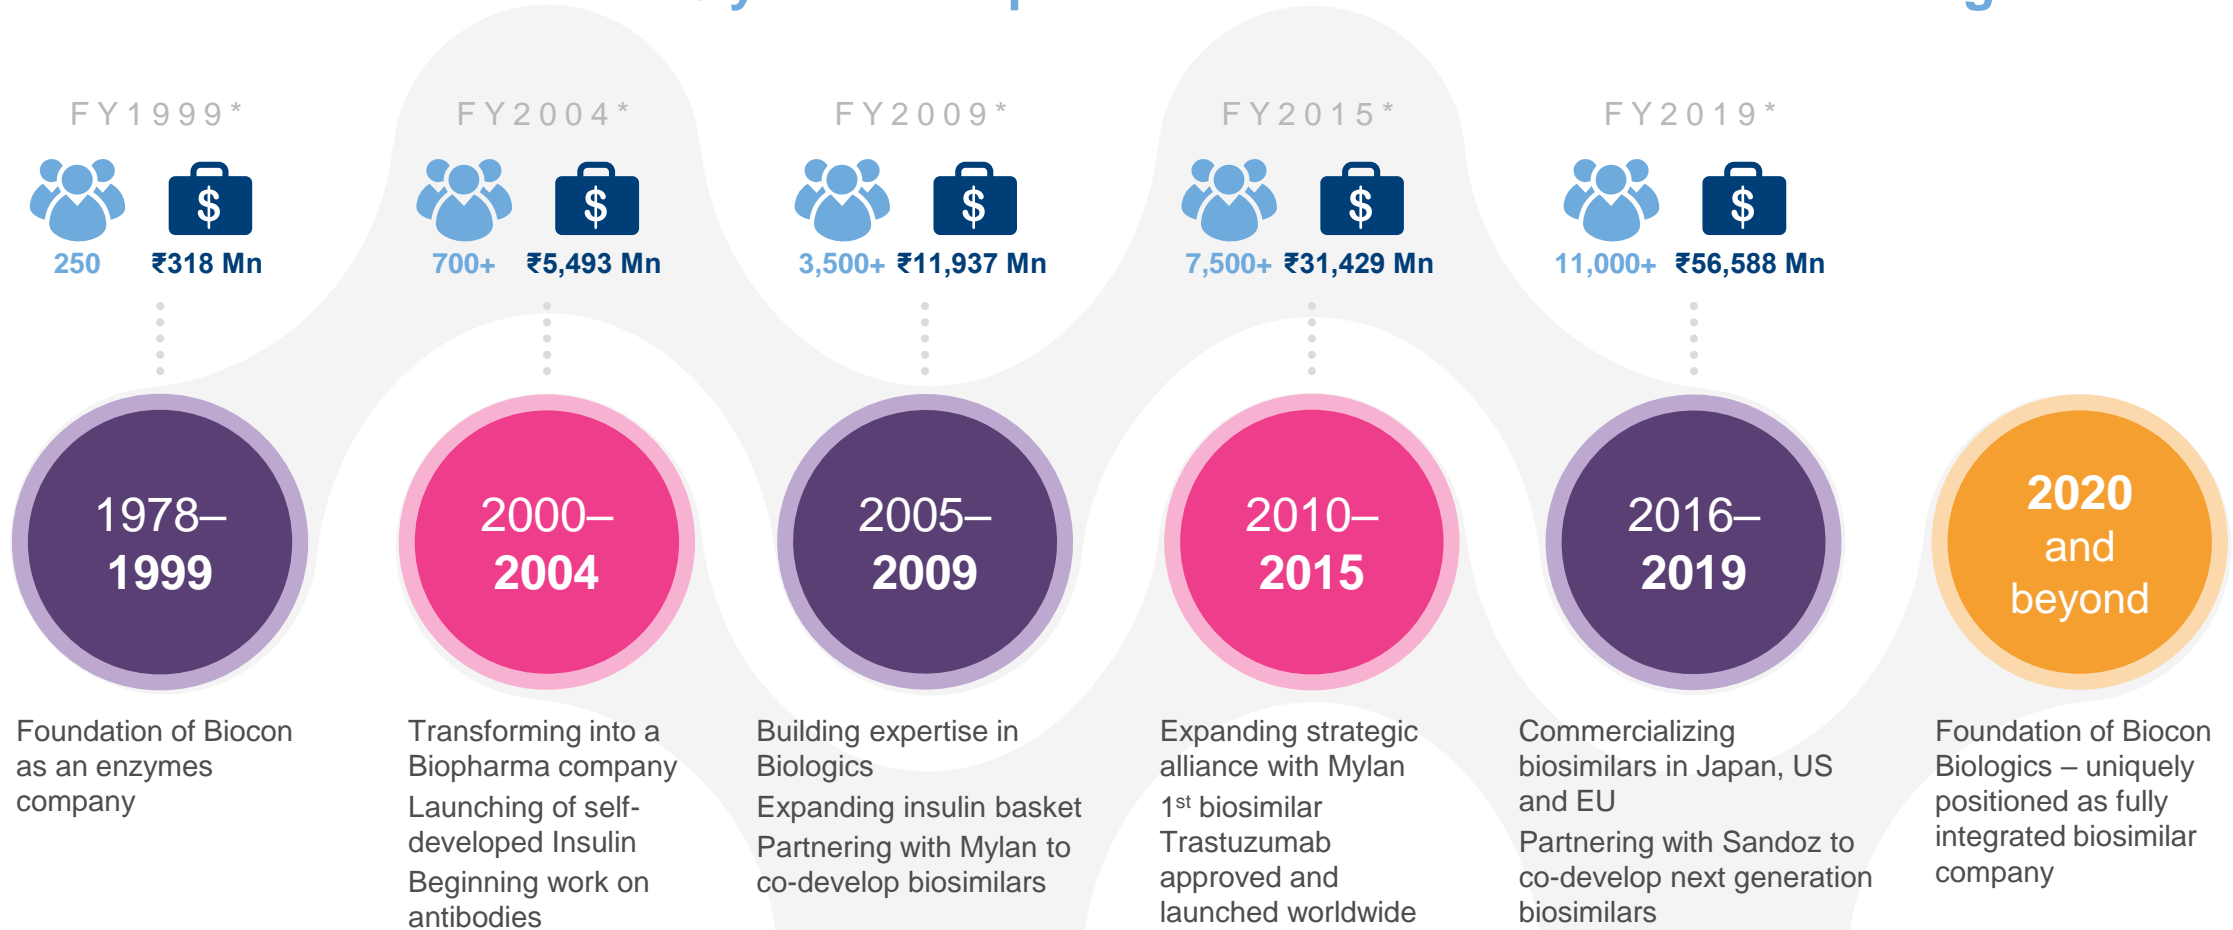 FY1999*
250 ₹318 Mn
FY2004*
700+ ₹5,493 Mn
FY2009*
3,500+ ₹11,937 Mn
FY2015*
7,500+ ₹31,429 Mn
FY2019*
11,000+ ₹56,588 Mn
1978–
1999
Foundation of Biocon
as an enzymes
company
2000–
2004
Transforming into a
Biopharma company
Launching of self-
developed Insulin
Beginning work on
antibodies
2005–
2009
Building expertise in
Biologics
Expanding insulin basket
Partnering with Mylan to
co-develop biosimilars
2010–
2015
Expanding strategic
alliance with Mylan
1st biosimilar
Trastuzumab
approved and
launched worldwide
2016–
2019
Commercializing
biosimilars in Japan, US
and EU
Partnering with Sandoz to
co-develop next generation
biosimilars
2020
and
beyond
Foundation of Biocon
Biologics – uniquely
positioned as fully
integrated biosimilar
company